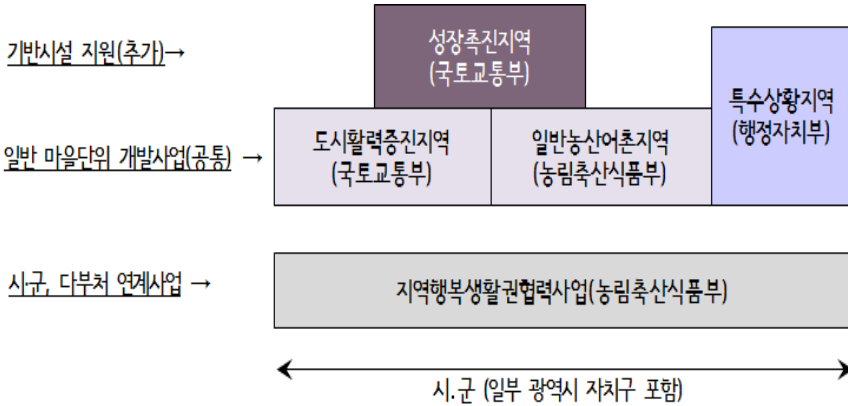 기반시설 지원(추가)→
성장촉진지역
(국토교통부)
특수상황지역
(행정자치부)
일반 마을단위 개발사업(공통) →
도시활력증진지역
(국토교통부)
일반농산어촌지역
(농림축산식품부)
시·군, 다부처 연계사업 →
지역행복생활권협력사업(농림축산식품부)
시.군 (일부 광역시 자치구 포함)